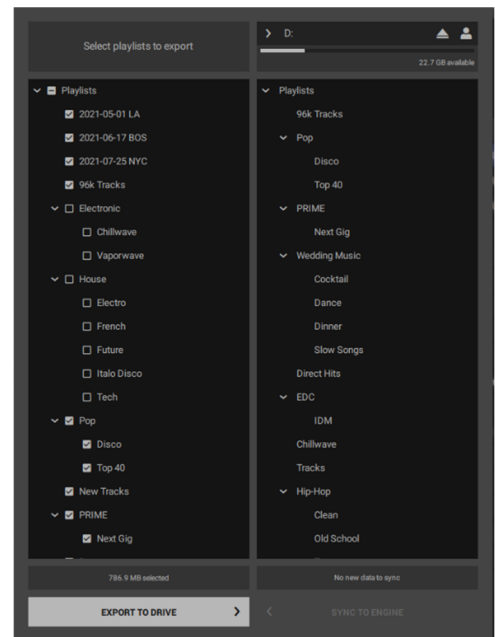 Select playlists to export
Playlists
2021-05-01 LA
2021-06-17 BOS
2021-07-25 NYC
96k Tracks
Electronic
Chillwave
Vaporwave
House
Electro
French
Future
Italo Disco
Tech
Pop
Disco
Top 40
New Tracks
PRIME
Next Gig
786.9 MB selected
EXPORT TO DRIVE
D:
22.7 GB available
Playlists
96k Tracks
Pop
Disco
Top 40
PRIME
Next Gig
Wedding Music
Cocktail
Dance
Dinner
Slow Songs
Direct Hits
EDC
IDM
Chillwave
Tracks
Hip-Hop
Clean
Old School
No new data to sync
SYNC TO ENGINE